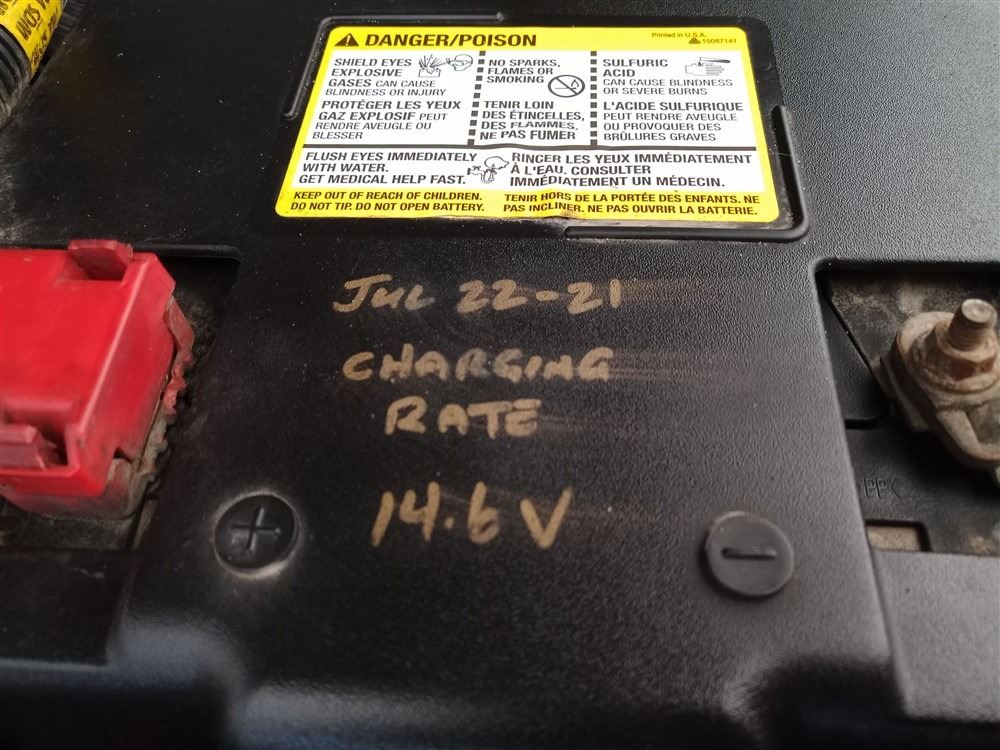 DANGER/POISON
Printed in U.S.A.
15087141
SHIELD EYES
EXPLOSIVE
GASES CAN CAUSE
BLINDNESS OR INJURY
PROTÉGER LES YEUX
GAZ EXPLOSIF PEUT
RENDRE AVEUGLE OU
BLESSER
NO SPARKS,
FLAMES OR
SMOKING
TENIR LOIN
DES ÉTINCELLES,
DES FLAMMES.
NE PAS FUMER
SULFURIC
ACID
CAN CAUSE BLINDNESS
OR SEVERE BURNS
L'ACIDE SULFURIQUE
PEUT RENDRE AVEUGLE
OU PROVOQUER DES
BRÛLURES GRAVES
FLUSH EYES IMMEDIATELY
WITH WATER.
GET MEDICAL HELP FAST.
RINCER LES YEUX IMMÉDIATEMENT
À L'EAU. CONSULTER
IMMÉDIATEMENT UN MÉDECIN.
KEEP OUT OF REACH OF CHILDREN.
DO NOT TIP. DO NOT OPEN BATTERY.
TENIR HORS DE LA PORTÉE DES ENFANTS. NE
PAS INCLINER. NE PAS OUVRIR LA BATTERIE.
JUL 22-21
CHARGING
RATE
14.6 V
+
-
>PP<